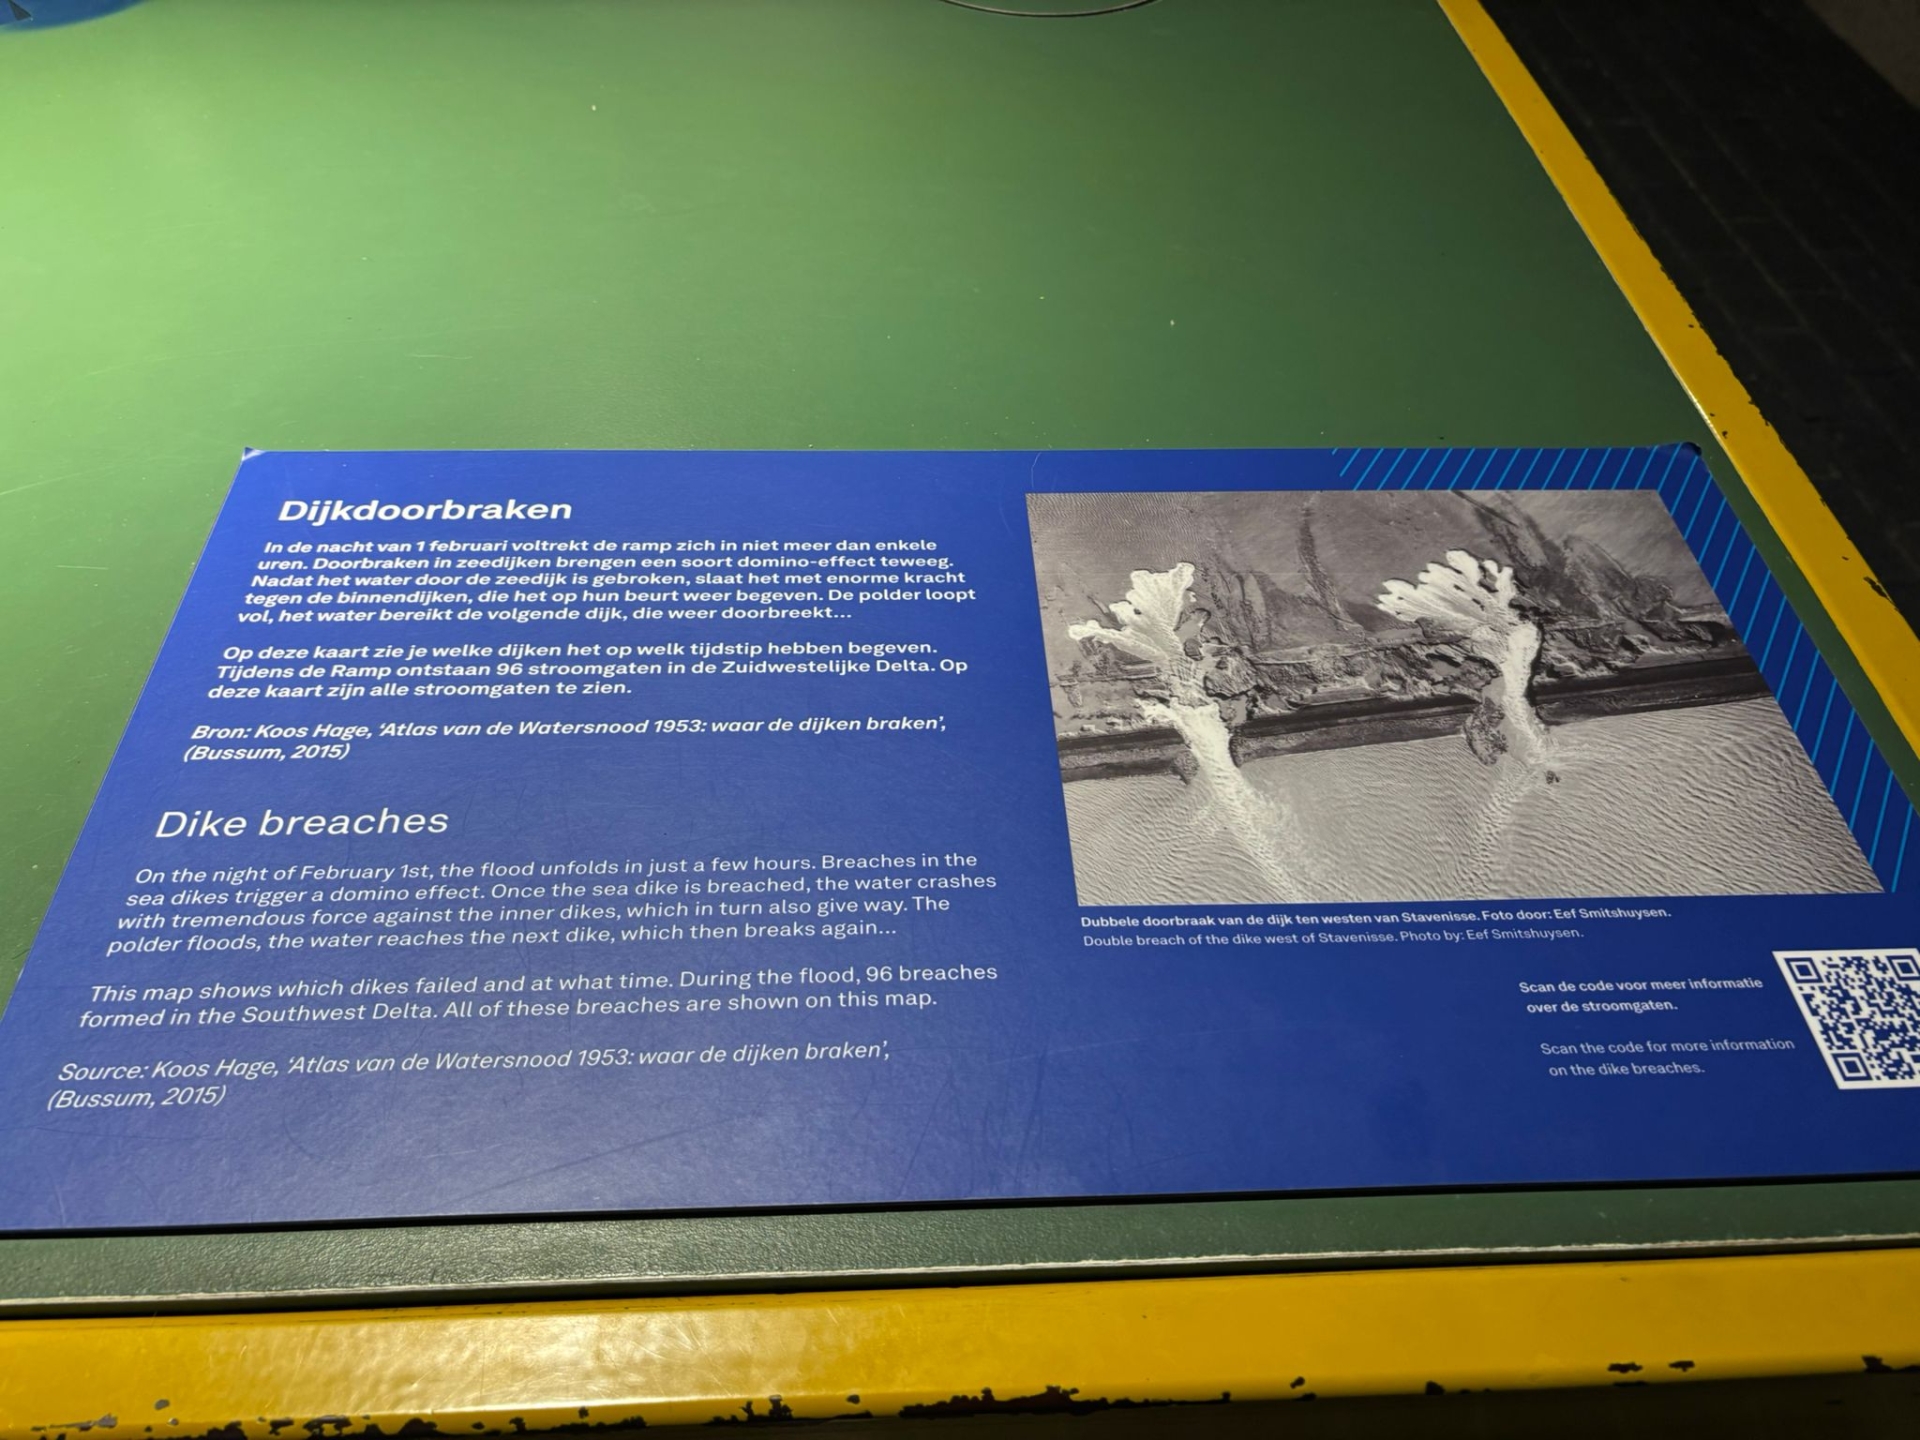 Dijkdoorbraken
In de nacht van 1 februari voltrekt de ramp zich in niet meer dan enkele
uren. Doorbraken in zeedijken brengen een soort domino-effect teweeg.
Nadat het water door de zeedijk is gebroken, slaat het met enorme kracht
tegen de binnendijken, die het op hun beurt weer begeven. De polder loopt
vol, het water bereikt de volgende dijk, die weer doorbreekt...
Op deze kaart zie je welke dijken het op welk tijdstip hebben begeven.
Tijdens de Ramp ontstaan 96 stroomgaten in de Zuidwestelijke Delta. Op
deze kaart zijn alle stroomgaten te zien.
Bron: Koos Hage, ‘Atlas van de Watersnood 1953: waar de dijken braken’,
(Bussum, 2015)
Dike breaches
On the night of February 1st, the flood unfolds in just a few hours. Breaches in the
sea dikes trigger a domino effect. Once the sea dike is breached, the water crashes
with tremendous force against the inner dikes, which in turn also give way. The
polder floods, the water reaches the next dike, which then breaks again...
This map shows which dikes failed and at what time. During the flood, 96 breaches
formed in the Southwest Delta. All of these breaches are shown on this map.
Source: Koos Hage, ‘Atlas van de Watersnood 1953: waar de dijken braken’,
(Bussum, 2015)
Dubbele doorbraak van de dijk ten westen van Stavenisse. Foto door: Eef Smitshuysen.
Double breach of the dike west of Stavenisse. Photo by: Eef Smitshuysen.
Scan de code voor meer informatie
over de stroomgaten.
Scan the code for more information
on the dike breaches.